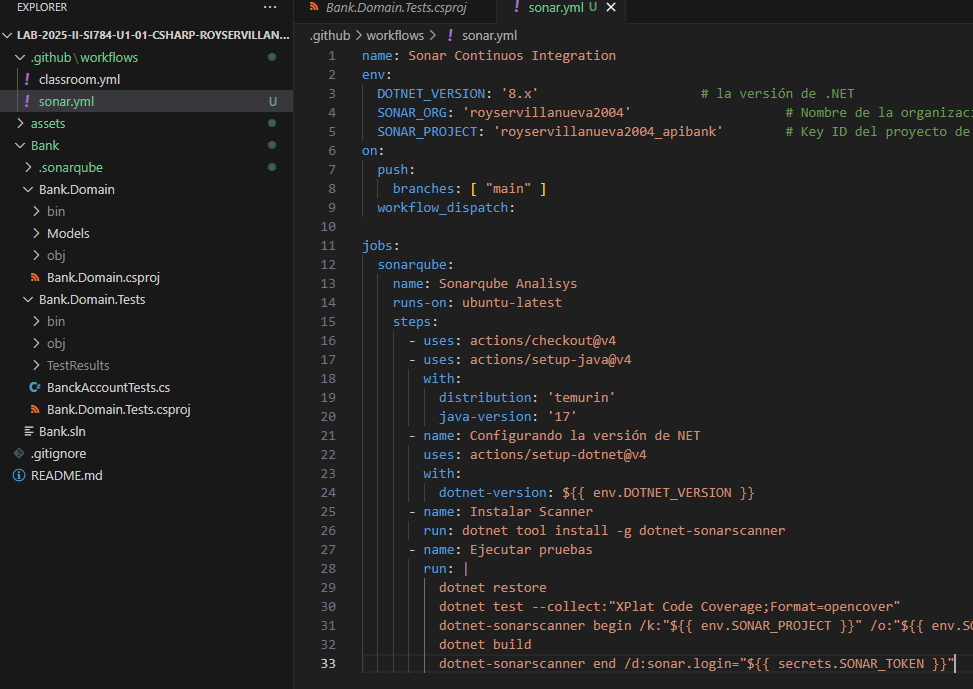 EXPLORER
···
LAB-2025-II-SI784-U1-01-CSHARP-ROYSERVILLAN...
.github\workflows
classroom.yml
sonar.yml U
assets
Bank
.sonarqube
Bank.Domain
bin
Models
obj
Bank.Domain.csproj
Bank.Domain.Tests
bin
obj
TestResults
BanckAccountTests.cs
Bank.Domain.Tests.csproj
Bank.sln
.gitignore
README.md
Bank.Domain.Tests.csproj
sonar.yml U
.github > workflows > ! sonar.yml
1 name: Sonar Continuos Integration
2 env:
3 DOTNET_VERSION: '8.x' # la versión de .NET
4 SONAR_ORG: 'royservillanueva2004' # Nombre de la organizaci
5 SONAR_PROJECT: 'royservillanueva2004_apibank' # Key ID del proyecto de
6 on:
7 push:
8 branches: [ "main" ]
9 workflow_dispatch:
10
11 jobs:
12 sonarqube:
13 name: Sonarqube Analisys
14 runs-on: ubuntu-latest
15 steps:
16 - uses: actions/checkout@v4
17 - uses: actions/setup-java@v4
18 with:
19 distribution: 'temurin'
20 java-version: '17'
21 - name: Configurando la versión de NET
22 uses: actions/setup-dotnet@v4
23 with:
24 dotnet-version: ${{ env.DOTNET_VERSION }}
25 - name: Instalar Scanner
26 run: dotnet tool install -g dotnet-sonarscanner
27 - name: Ejecutar pruebas
28 run: |
29 dotnet restore
30 dotnet test --collect:"XPlat Code Coverage;Format=opencover"
31 dotnet-sonarscanner begin /k:"${{ env.SONAR_PROJECT }}" /o:"${{ env.SO
32 dotnet build
33 dotnet-sonarscanner end /d:sonar.login="${{ secrets.SONAR_TOKEN }}"